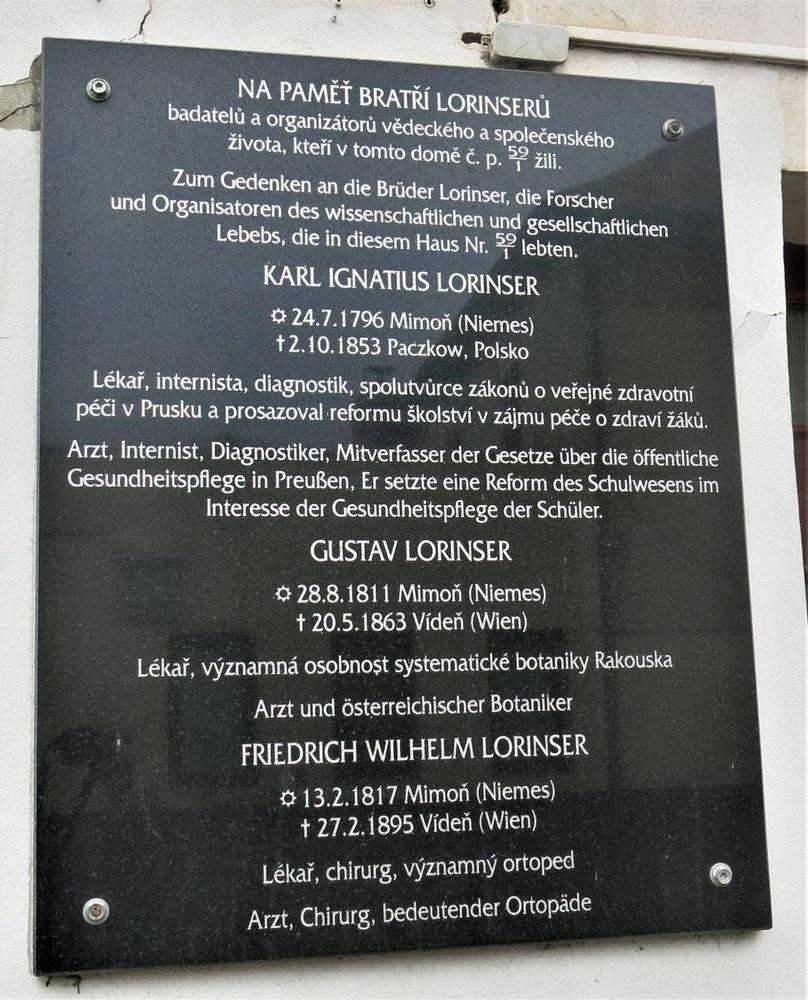 NA PAMĚŤ BRATŘÍ LORINSERŮ
badatelů a organizátorů vědeckého a společenského
života, kteří v tomto domě č. p. 59/1 žili.
Zum Gedenken an die Brüder Lorinser, die Forscher
und Organisatoren des wissenschaftlichen und gesellschaftlichen
Lebebs, die in diesem Haus Nr. 59/1 lebten.
KARL IGNATIUS LORINSER
✡ 24.7.1796 Mimoň (Niemes)
†2.10.1853 Paczkow, Polsko
Lékař, internista, diagnostik, spolutvůrce zákonů o veřejné zdravotní
péči v Prusku a prosazoval reformu školství v zájmu péče o zdraví žáků.
Arzt, Internist, Diagnostiker, Mitverfasser der Gesetze über die öffentliche
Gesundheitspflege in Preußen, Er setzte eine Reform des Schulwesens im
Interesse der Gesundheitspflege der Schüler.
GUSTAV LORINSER
✡ 28.8.1811 Mimoň (Niemes)
† 20.5.1863 Vídeň (Wien)
Lékař, významná osobnost systematické botaniky Rakouska
Arzt und österreichischer Botaniker
FRIEDRICH WILHELM LORINSER
✡ 13.2.1817 Mimoň (Niemes)
† 27.2.1895 Vídeň (Wien)
Lékař, chirurg, významný ortoped
Arzt, Chirurg, bedeutender Ortopäde